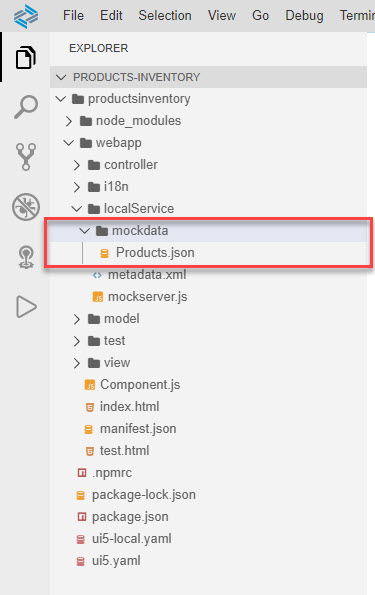 File Edit Selection View Go Debug Termin
EXPLORER
PRODUCTS-INVENTORY
productsinventory
node_modules
webapp
controller
i18n
localService
mockdata
Products.json
metadata.xml
mockserver.js
model
test
view
Component.js
index.html
manifest.json
test.html
.npmrc
package-lock.json
package.json
ui5-local.yaml
ui5.yaml